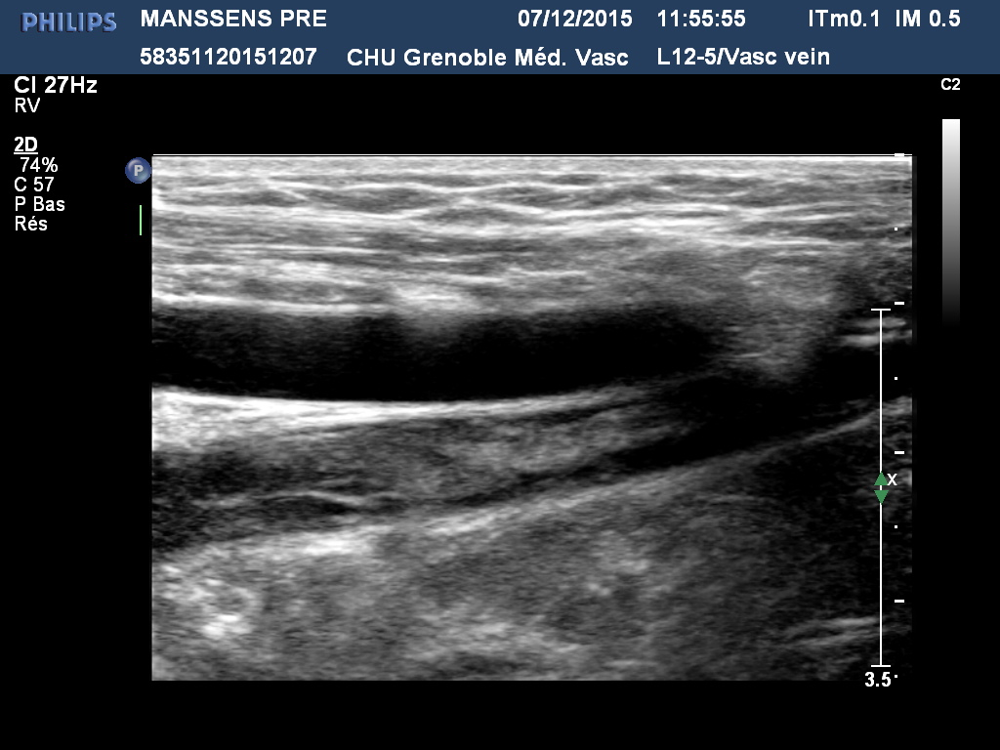 PHILIPS
MANSSENS PRE 07/12/2015 11:55:55 ITm0.1 IM 0.5
58351120151207 CHU Grenoble Méd. Vasc L12-5/Vasc vein
CI 27Hz
RV
C2
2D
74%
C 57
P Bas
Rés
P
X
3.5